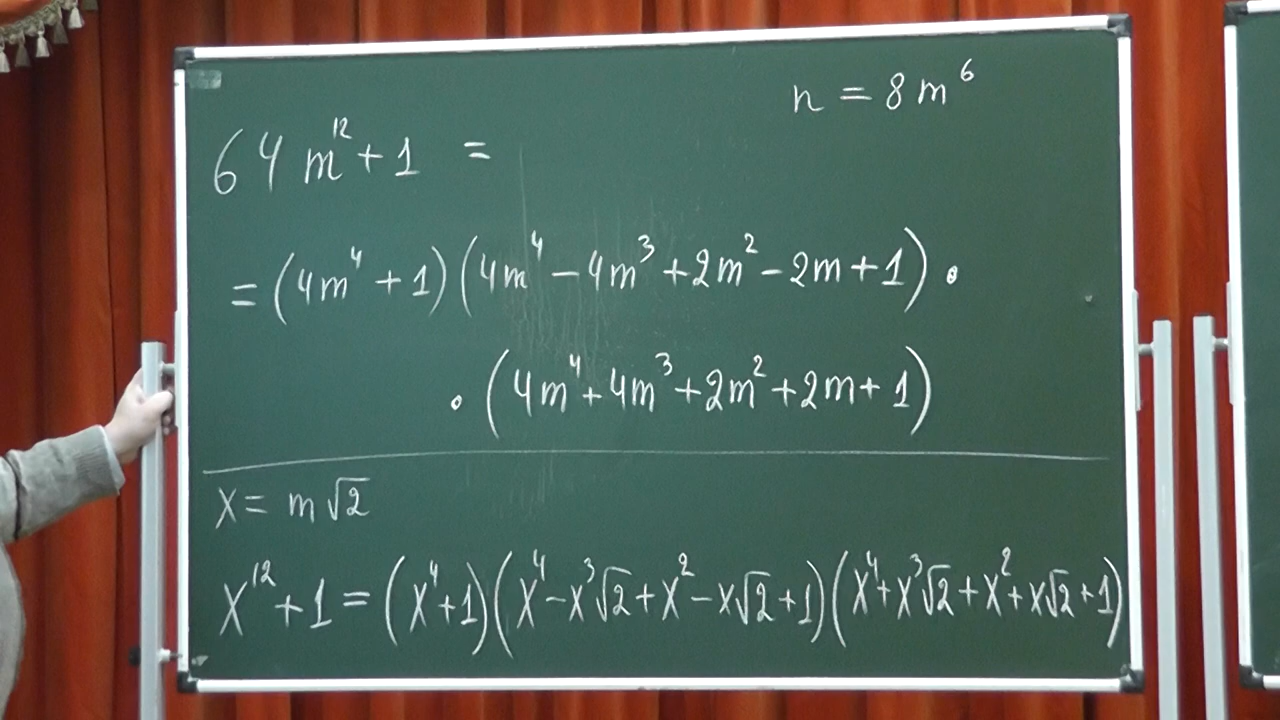 n = 8m⁶
64m¹² + 1 =
= (4m⁴ + 1)(4m⁴ − 4m³ + 2m² − 2m + 1) ·
· (4m⁴ + 4m³ + 2m² + 2m + 1)
x = m√2
x¹² + 1 = (x⁴ + 1)(x⁴ − x³√2 + x² − x√2 + 1)(x⁴ + x³√2 + x² + x√2 + 1)